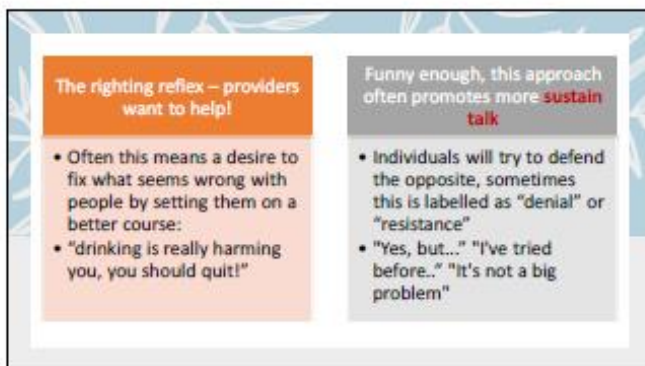 The righting reflex – providers
want to help!
• Often this means a desire to
fix what seems wrong with
people by setting them on a
better course:
• “drinking is really harming
you, you should quit!”
Funny enough, this approach
often promotes more sustain
talk
• Individuals will try to defend
the opposite, sometimes
this is labelled as “denial” or
“resistance”
• "Yes, but..." "I've tried
before.." "It's not a big
problem"